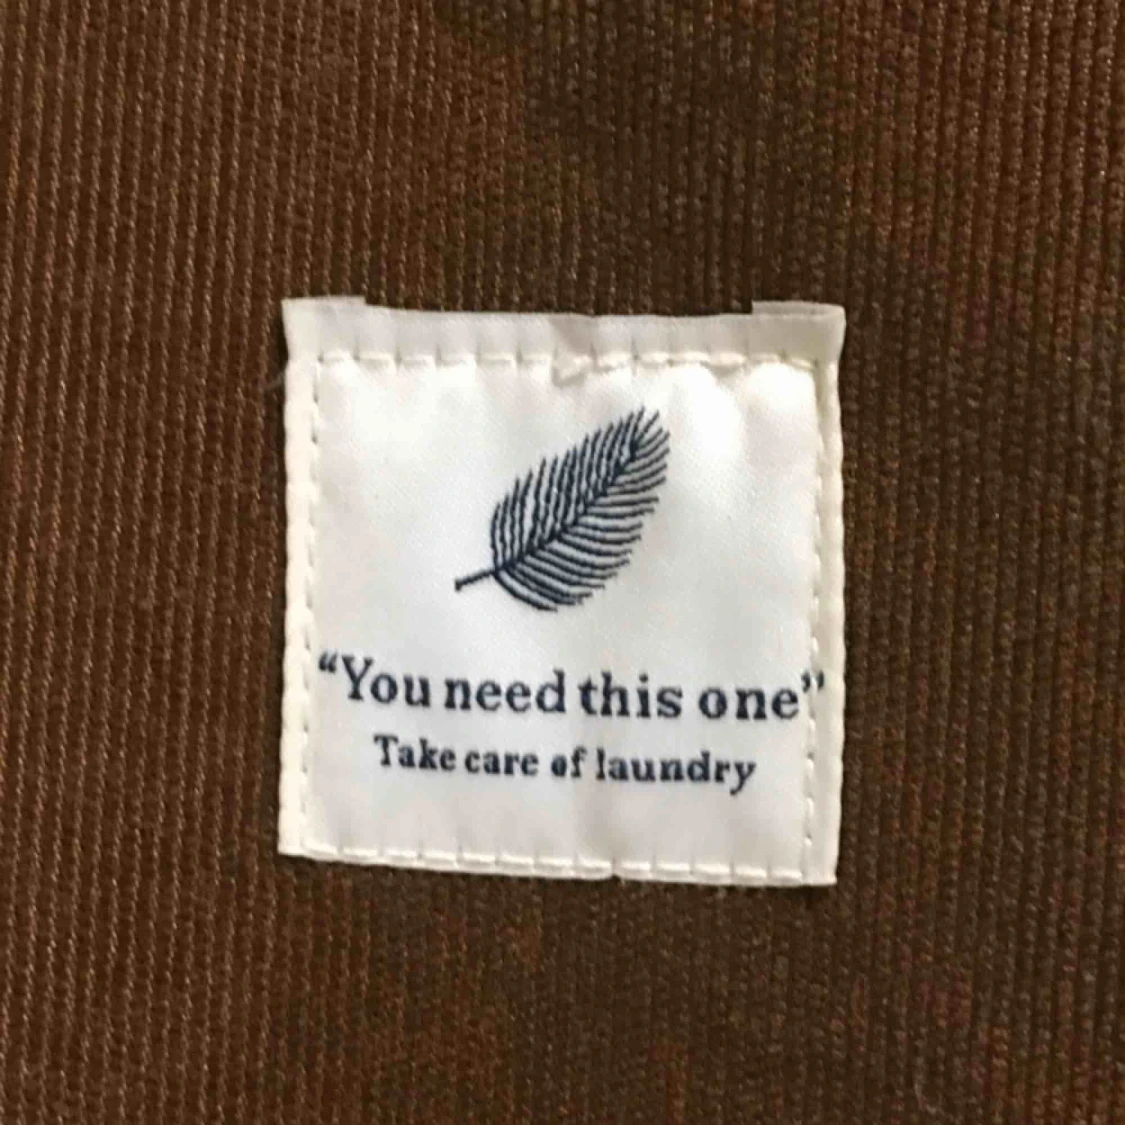 “You need this one”
Take care of laundry